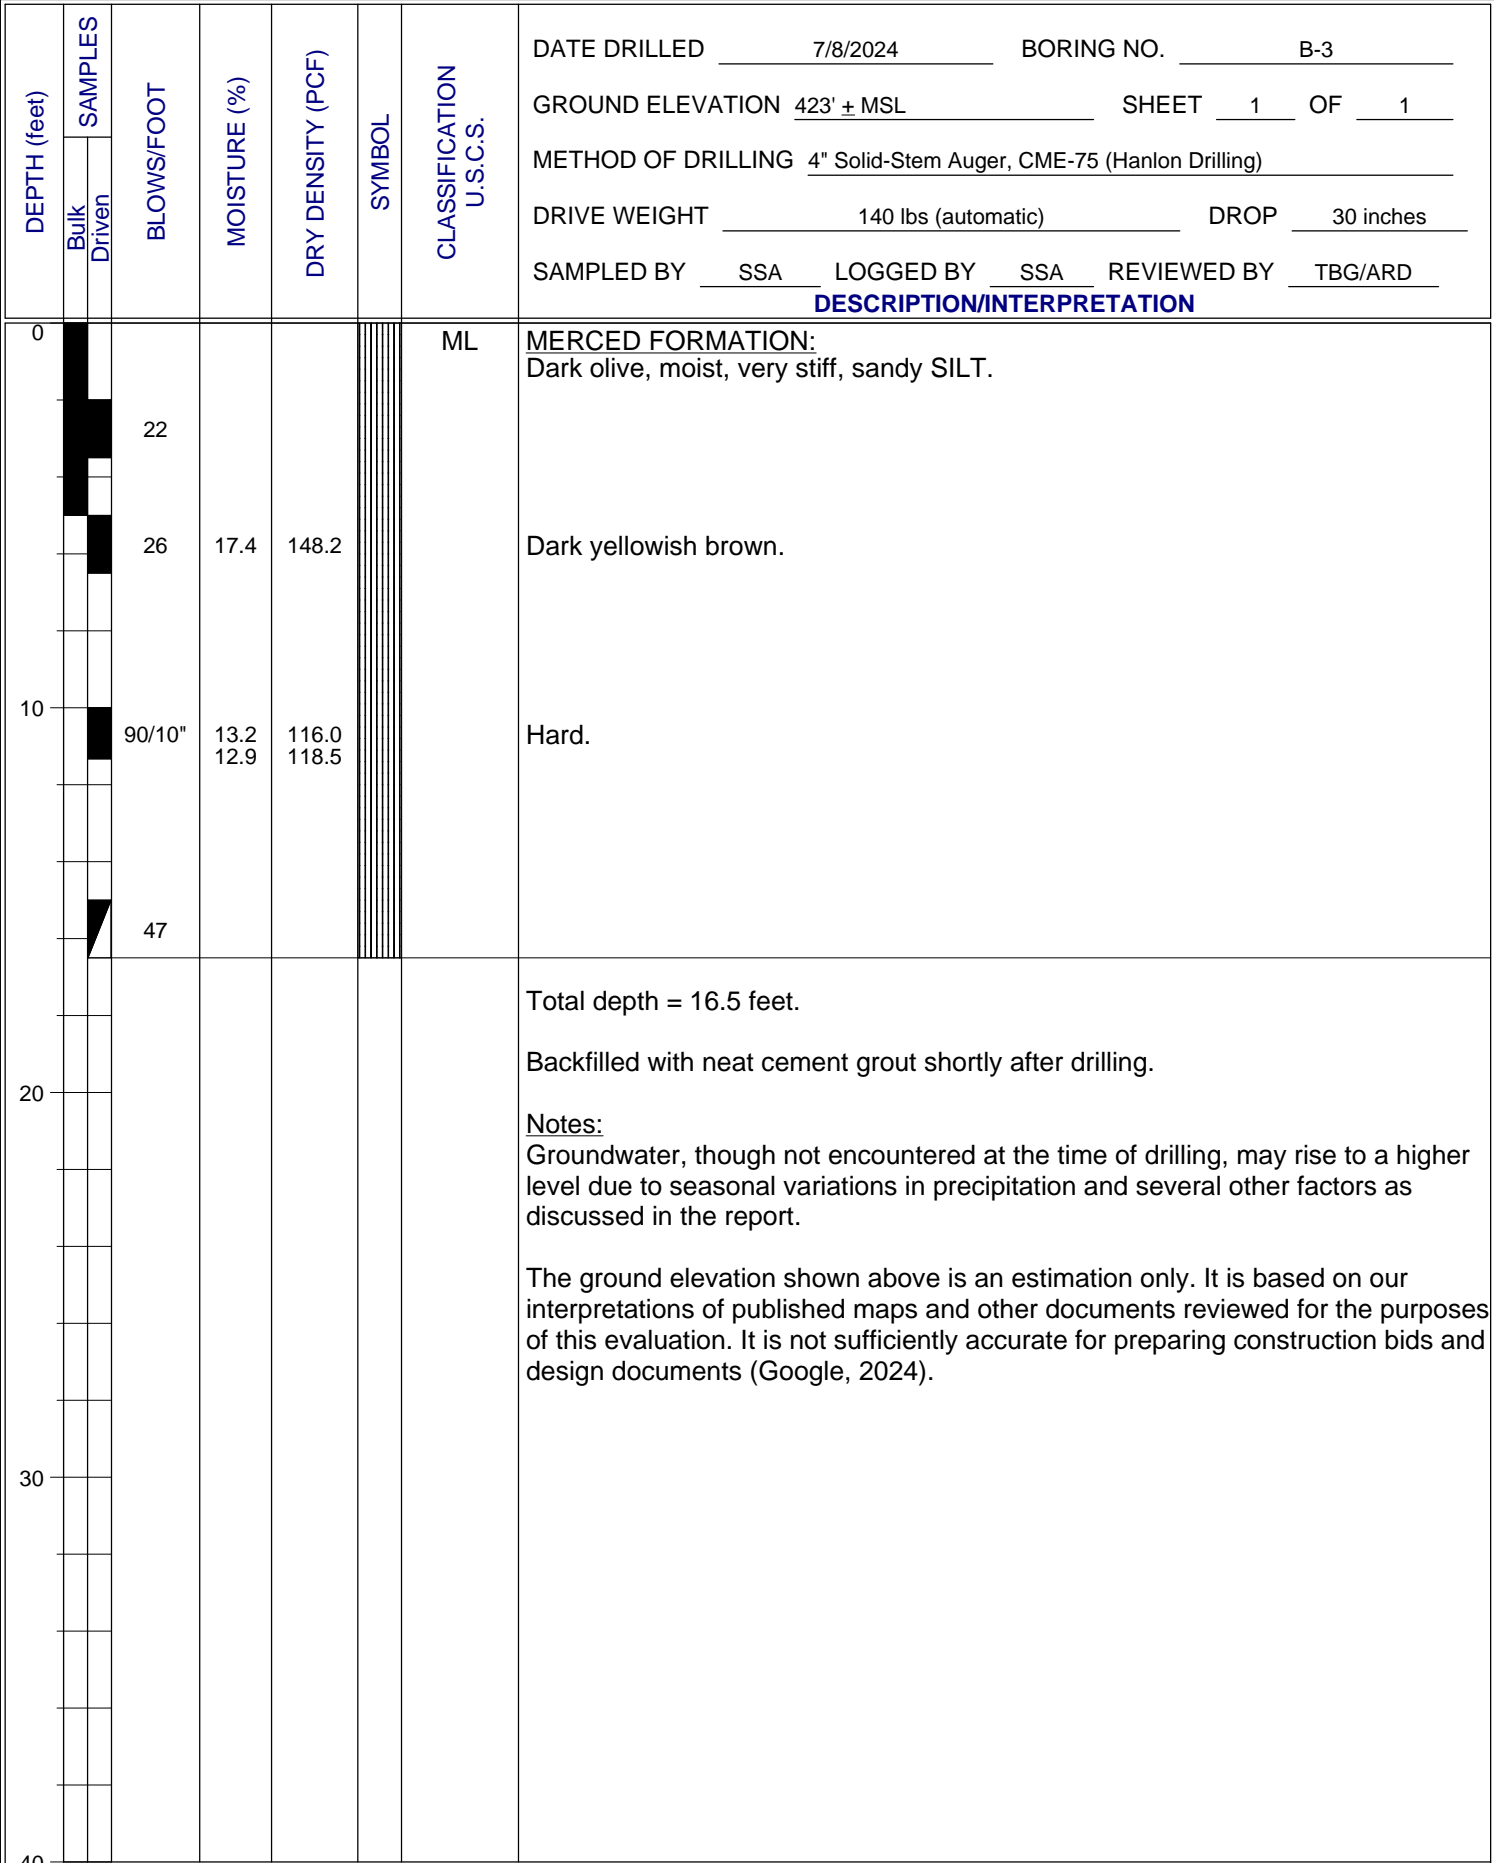 DEPTH (feet)
SAMPLES
Bulk
Driven
BLOWS/FOOT
MOISTURE (%)
DRY DENSITY (PCF)
SYMBOL
CLASSIFICATION
U.S.C.S.
DATE DRILLED 7/8/2024 BORING NO. B-3
GROUND ELEVATION 423' ± MSL SHEET 1 OF 1
METHOD OF DRILLING 4" Solid-Stem Auger, CME-75 (Hanlon Drilling)
DRIVE WEIGHT 140 lbs (automatic) DROP 30 inches
SAMPLED BY SSA LOGGED BY SSA REVIEWED BY TBG/ARD
DESCRIPTION/INTERPRETATION
0 ML MERCED FORMATION:
Dark olive, moist, very stiff, sandy SILT.
22
26 17.4 148.2 Dark yellowish brown.
10
90/10" 13.2 116.0 Hard.
12.9 118.5
47
Total depth = 16.5 feet.
Backfilled with neat cement grout shortly after drilling.
20
Notes:
Groundwater, though not encountered at the time of drilling, may rise to a higher
level due to seasonal variations in precipitation and several other factors as
discussed in the report.
The ground elevation shown above is an estimation only. It is based on our
interpretations of published maps and other documents reviewed for the purposes
of this evaluation. It is not sufficiently accurate for preparing construction bids and
design documents (Google, 2024).
30
40